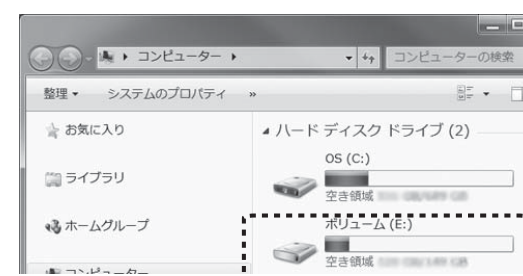 コンピューター
コンピューターの検索
整理
システムのプロパティ
»
お気に入り
ライブラリ
ホームグループ
コンピューター
ハード ディスク ドライブ (2)
OS (C:)
空き領域
ボリューム (E:)
空き領域